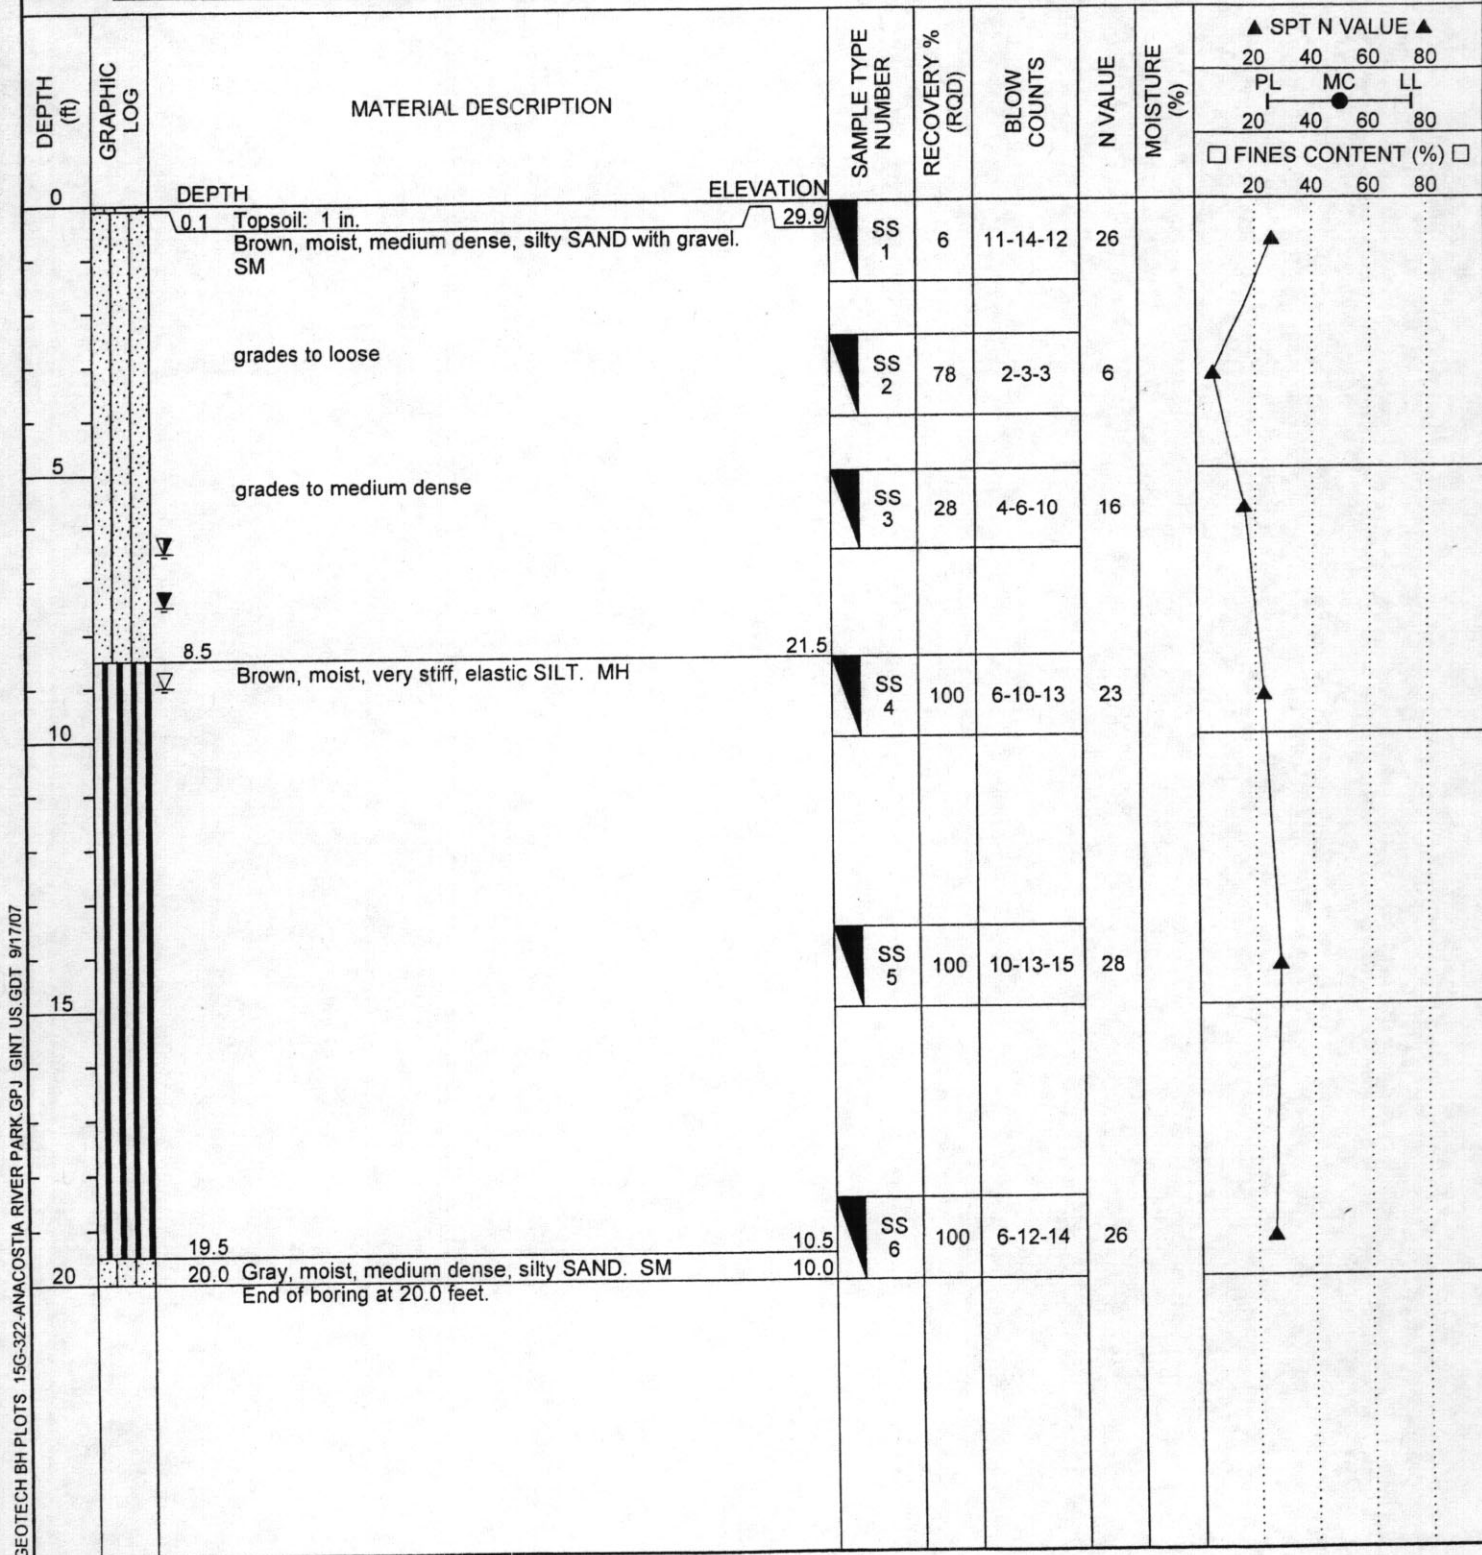 DEPTH (ft)
GRAPHIC LOG
MATERIAL DESCRIPTION
SAMPLE TYPE NUMBER
RECOVERY % (RQD)
BLOW COUNTS
N VALUE
MOISTURE (%)
▲ SPT N VALUE ▲
20 40 60 80
PL MC LL
20 40 60 80
□ FINES CONTENT (%) □
20 40 60 80
DEPTH ELEVATION
0
0.1 Topsoil: 1 in. 29.9
Brown, moist, medium dense, silty SAND with gravel.
SM
SS 1 6 11-14-12 26
grades to loose
SS 2 78 2-3-3 6
5
grades to medium dense
SS 3 28 4-6-10 16
8.5 21.5
Brown, moist, very stiff, elastic SILT. MH
SS 4 100 6-10-13 23
10
SS 5 100 10-13-15 28
15
SS 6 100 6-12-14 26
19.5 10.5
20.0 Gray, moist, medium dense, silty SAND. SM 10.0
20
End of boring at 20.0 feet.
GEOTECH BH PLOTS 15G-322-ANACOSTIA RIVER PARK.GPJ GINT US.GDT 9/17/07